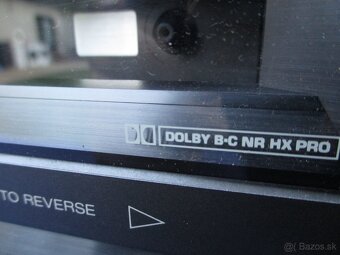 DOLBY B-C NR HX PRO
TO REVERSE
© Bazos.sk